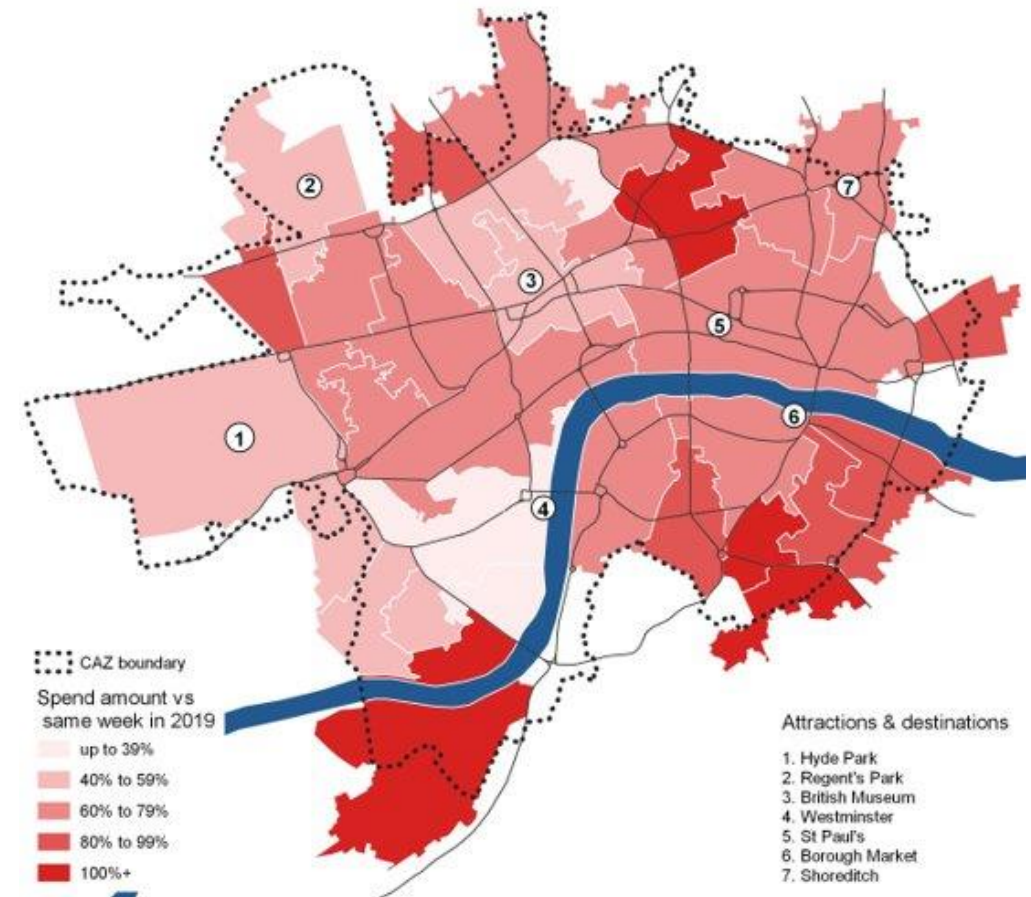 2
7
3
5
6
1
4
CAZ boundary
Spend amount vs
same week in 2019
up to 39%
40% to 59%
60% to 79%
80% to 99%
100%+
Attractions & destinations
1. Hyde Park
2. Regent's Park
3. British Museum
4. Westminster
5. St Paul's
6. Borough Market
7. Shoreditch